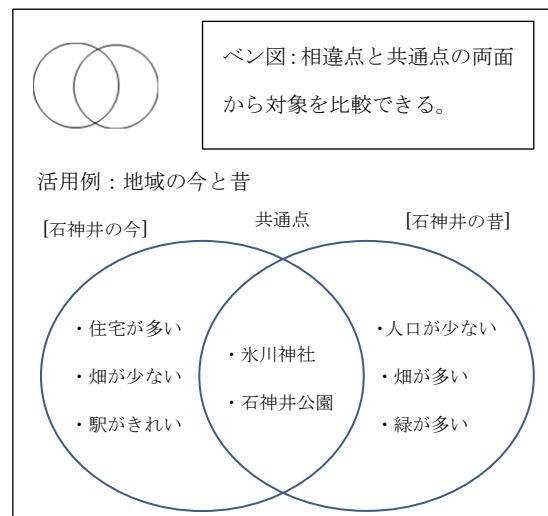 ベン図:相違点と共通点の両面
から対象を比較できる。
活用例：地域の今と昔
[石神井の今]
共通点
[石神井の昔]
・住宅が多い
・畑が少ない
・駅がきれい
・氷川神社
・石神井公園
・人口が少ない
・畑が多い
・緑が多い